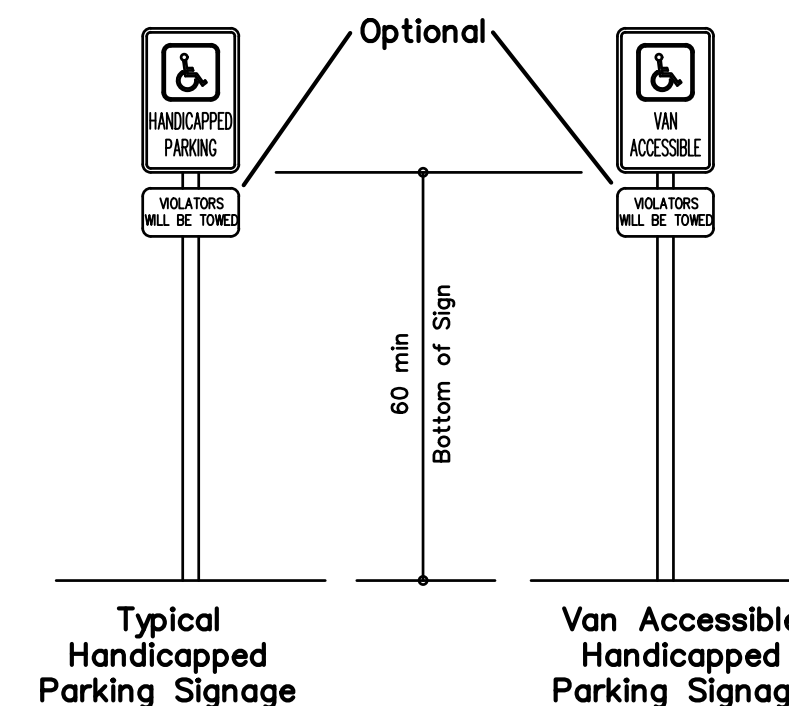 Optional
HANDICAPPED
PARKING
VIOLATORS
WILL BE TOWED
VAN
ACCESSIBLE
VIOLATORS
WILL BE TOWED
60 min
Bottom of Sign
Typical
Handicapped
Parking Signage
Van Accessible
Handicapped
Parking Signag